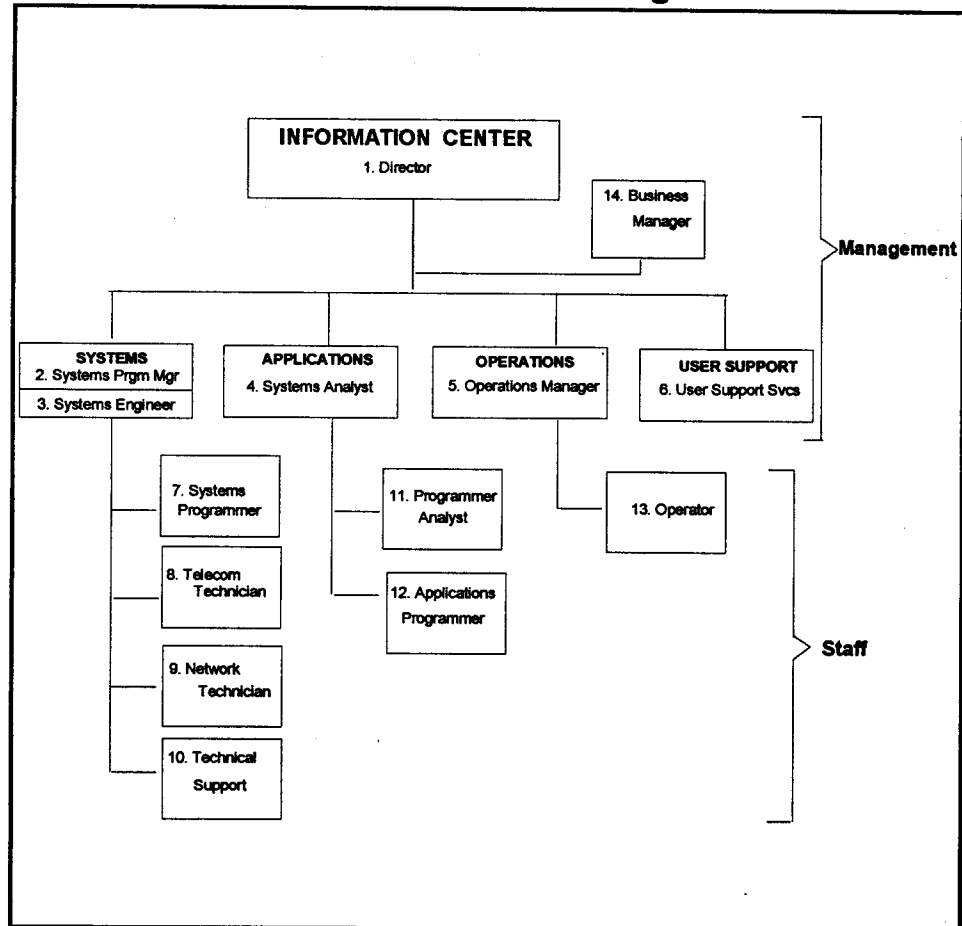 INFORMATION CENTER
1. Director
14. Business
Manager
Management
SYSTEMS
2. Systems Prgm Mgr
3. Systems Engineer
APPLICATIONS
4. Systems Analyst
OPERATIONS
5. Operations Manager
USER SUPPORT
6. User Support Svcs
7. Systems
Programmer
8. Telecom
Technician
9. Network
Technician
10. Technical
Support
11. Programmer
Analyst
12. Applications
Programmer
13. Operator
Staff